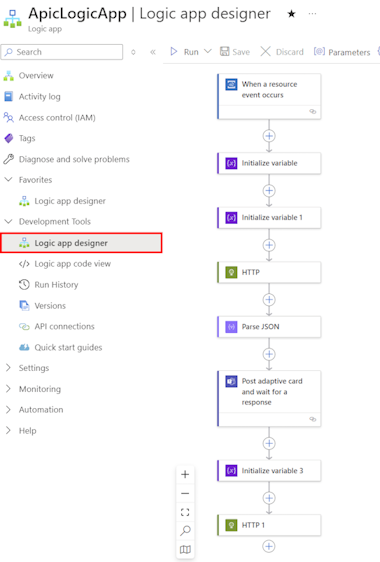 ApicLogicApp | Logic app designer ★ ...
Logic app
Search
Run
Save
Discard
Parameters
Overview
Activity log
Access control (IAM)
Tags
Diagnose and solve problems
Favorites
Logic app designer
Development Tools
Logic app designer
Logic app code view
Run History
Versions
API connections
Quick start guides
Settings
Monitoring
Automation
Help
When a resource
event occurs
Initialize variable
Initialize variable 1
HTTP
Parse JSON
Post adaptive card
and wait for a
response
Initialize variable 3
HTTP 1